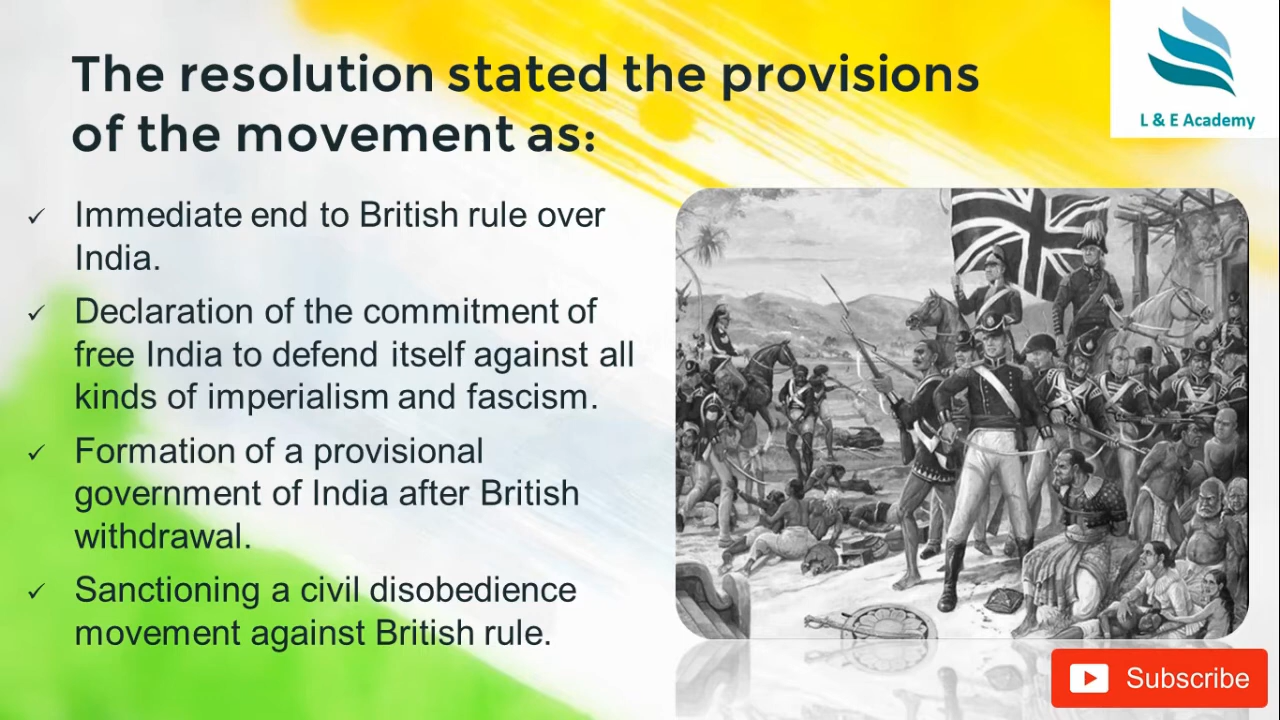 The resolution stated the provisions
of the movement as:
L & E Academy
✓ Immediate end to British rule over
India.
✓ Declaration of the commitment of
free India to defend itself against all
kinds of imperialism and fascism.
✓ Formation of a provisional
government of India after British
withdrawal.
✓ Sanctioning a civil disobedience
movement against British rule.
Subscribe